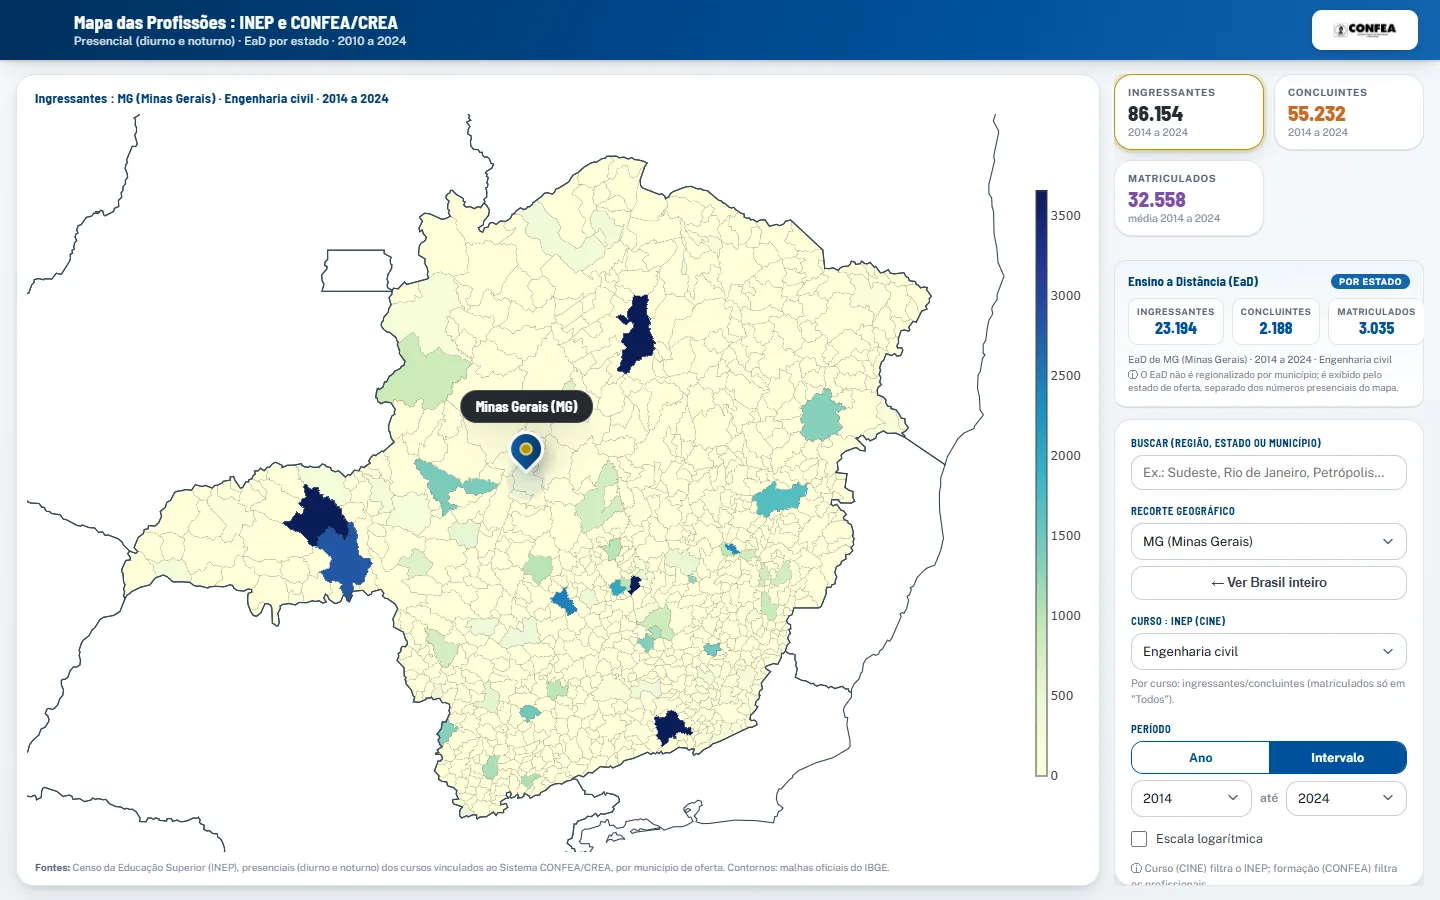 Mapa das Profissões : INEP e CONFEA/CREA
Presencial (diurno e noturno) · EaD por estado · 2010 a 2024
CONFEA
Ingressantes : MG (Minas Gerais) · Engenharia civil · 2014 a 2024
Minas Gerais (MG)
3500
3000
2500
2000
1500
1000
500
0
Fontes: Censo da Educação Superior (INEP), presenciais (diurno e noturno) dos cursos vinculados ao Sistema CONFEA/CREA, por município de oferta. Contornos: malhas oficiais do IBGE.
INGRESSANTES
86.154
2014 a 2024
CONCLUINTES
55.232
2014 a 2024
MATRICULADOS
32.558
média 2014 a 2024
Ensino a Distância (EaD)
POR ESTADO
INGRESSANTES
23.194
CONCLUINTES
2.188
MATRICULADOS
3.035
EaD de MG (Minas Gerais) · 2014 a 2024 · Engenharia civil
ⓘ O EaD não é regionalizado por município; é exibido pelo
estado de oferta, separado dos números presenciais do mapa.
BUSCAR (REGIÃO, ESTADO OU MUNICÍPIO)
Ex.: Sudeste, Rio de Janeiro, Petrópolis...
RECORTE GEOGRÁFICO
MG (Minas Gerais)
← Ver Brasil inteiro
CURSO : INEP (CINE)
Engenharia civil
Por curso: ingressantes/concluintes (matriculados só em
"Todos").
PERÍODO
Ano
Intervalo
2014
até
2024
Escala logarítmica
ⓘ Curso (CINE) filtra o INEP; formação (CONFEA) filtra
os profissionais